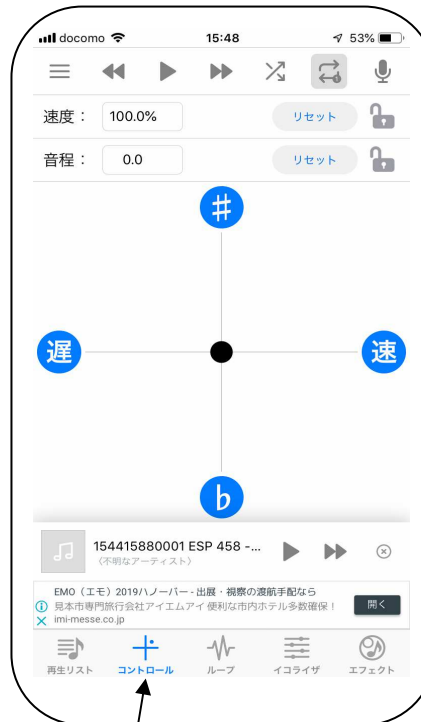 docomo 15:48 53%
速度： 100.0% リセット
音程： 0.0 リセット
♯
遅 速
♭
154415880001 ESP 458 -...
〈不明なアーティスト〉
EMO（エモ）2019ハノーバー - 出展・視察の渡航手配なら
見本市専門旅行会社アイエムアイ 便利な市内ホテル多数確保！
imi-messe.co.jp
開く
再生リスト コントロール ループ イコライザ エフェクト